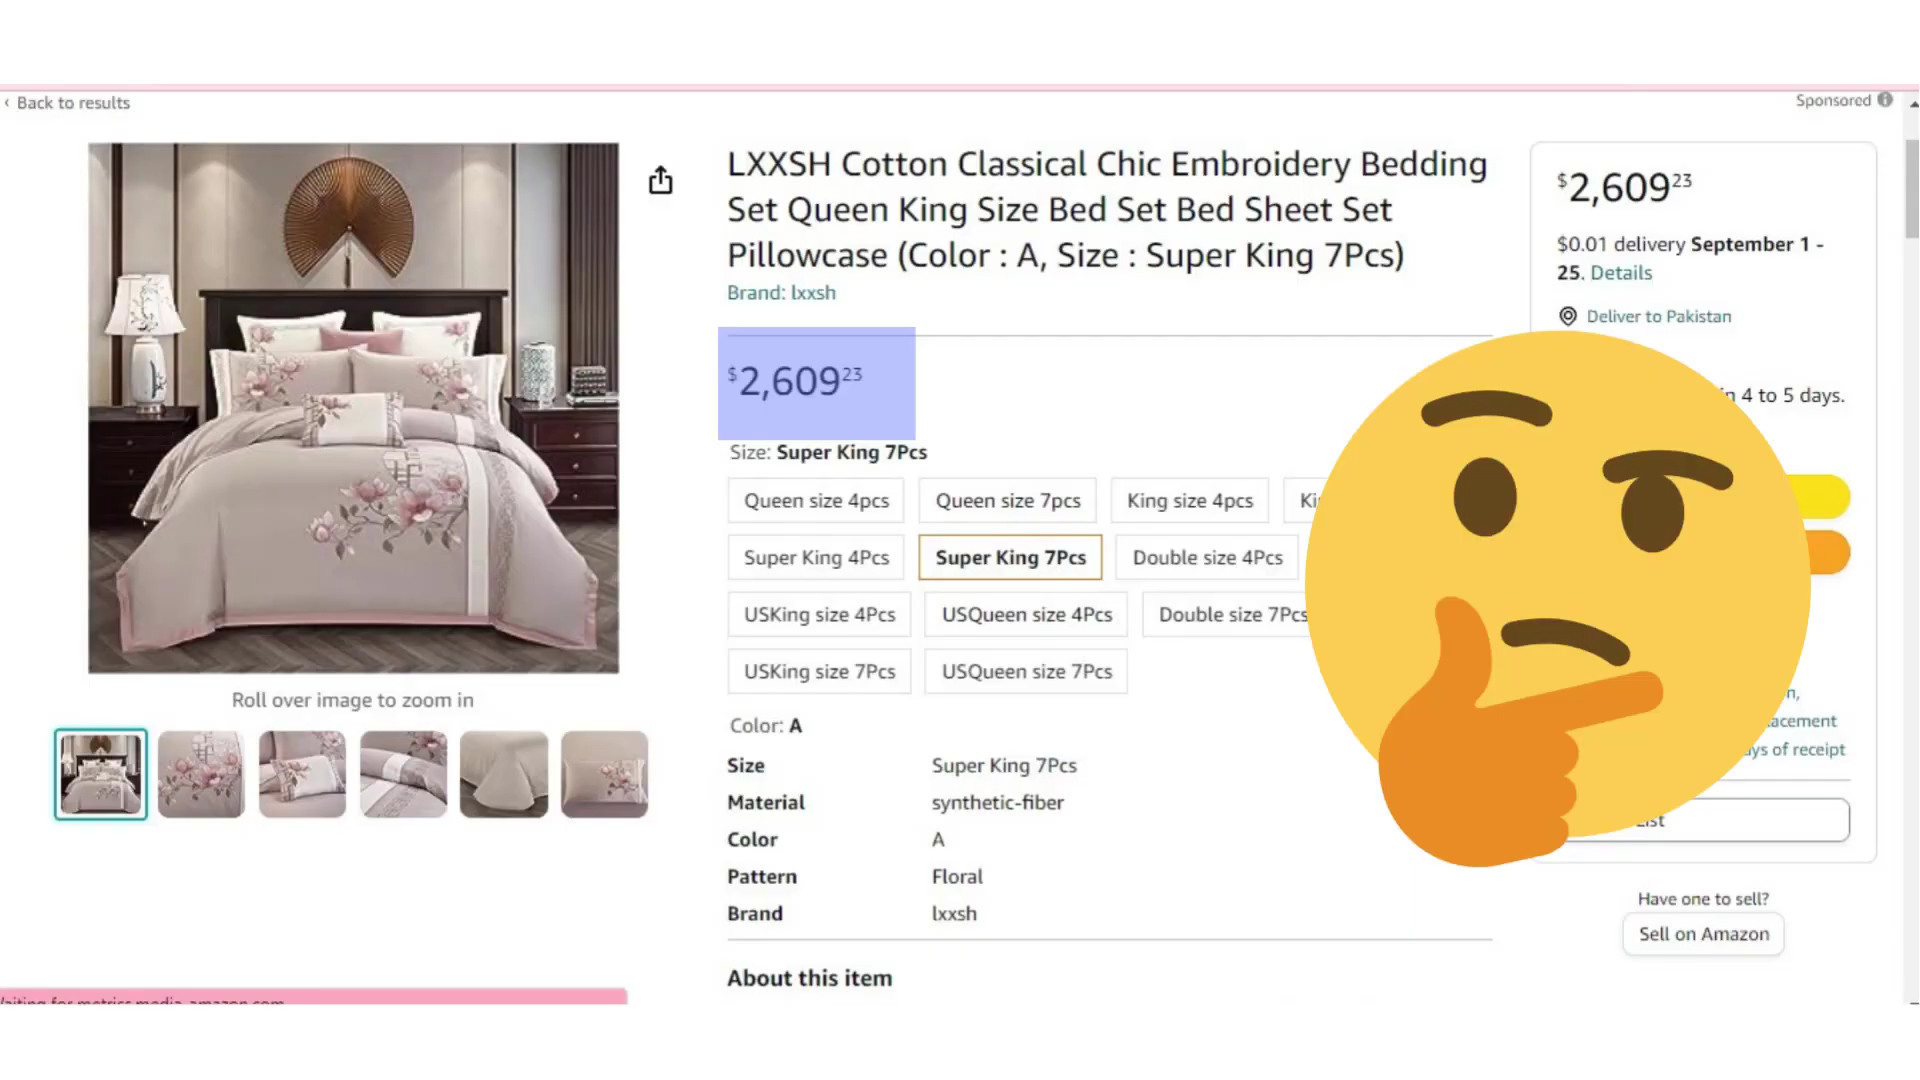 ‹ Back to results
Sponsored
LXXSH Cotton Classical Chic Embroidery Bedding
Set Queen King Size Bed Set Bed Sheet Set
Pillowcase (Color : A, Size : Super King 7Pcs)
Brand: lxxsh
$2,60923
Size: Super King 7Pcs
Queen size 4pcs
Queen size 7pcs
King size 4pcs
Super King 4Pcs
Super King 7Pcs
Double size 4Pcs
USKing size 4Pcs
USQueen size 4Pcs
Double size 7Pcs
USKing size 7Pcs
USQueen size 7Pcs
Color: A
Size Super King 7Pcs
Material synthetic-fiber
Color A
Pattern Floral
Brand lxxsh
About this item
Roll over image to zoom in
$2,60923
$0.01 delivery September 1 -
25. Details
Deliver to Pakistan
4 to 5 days.
of receipt
Have one to sell?
Sell on Amazon